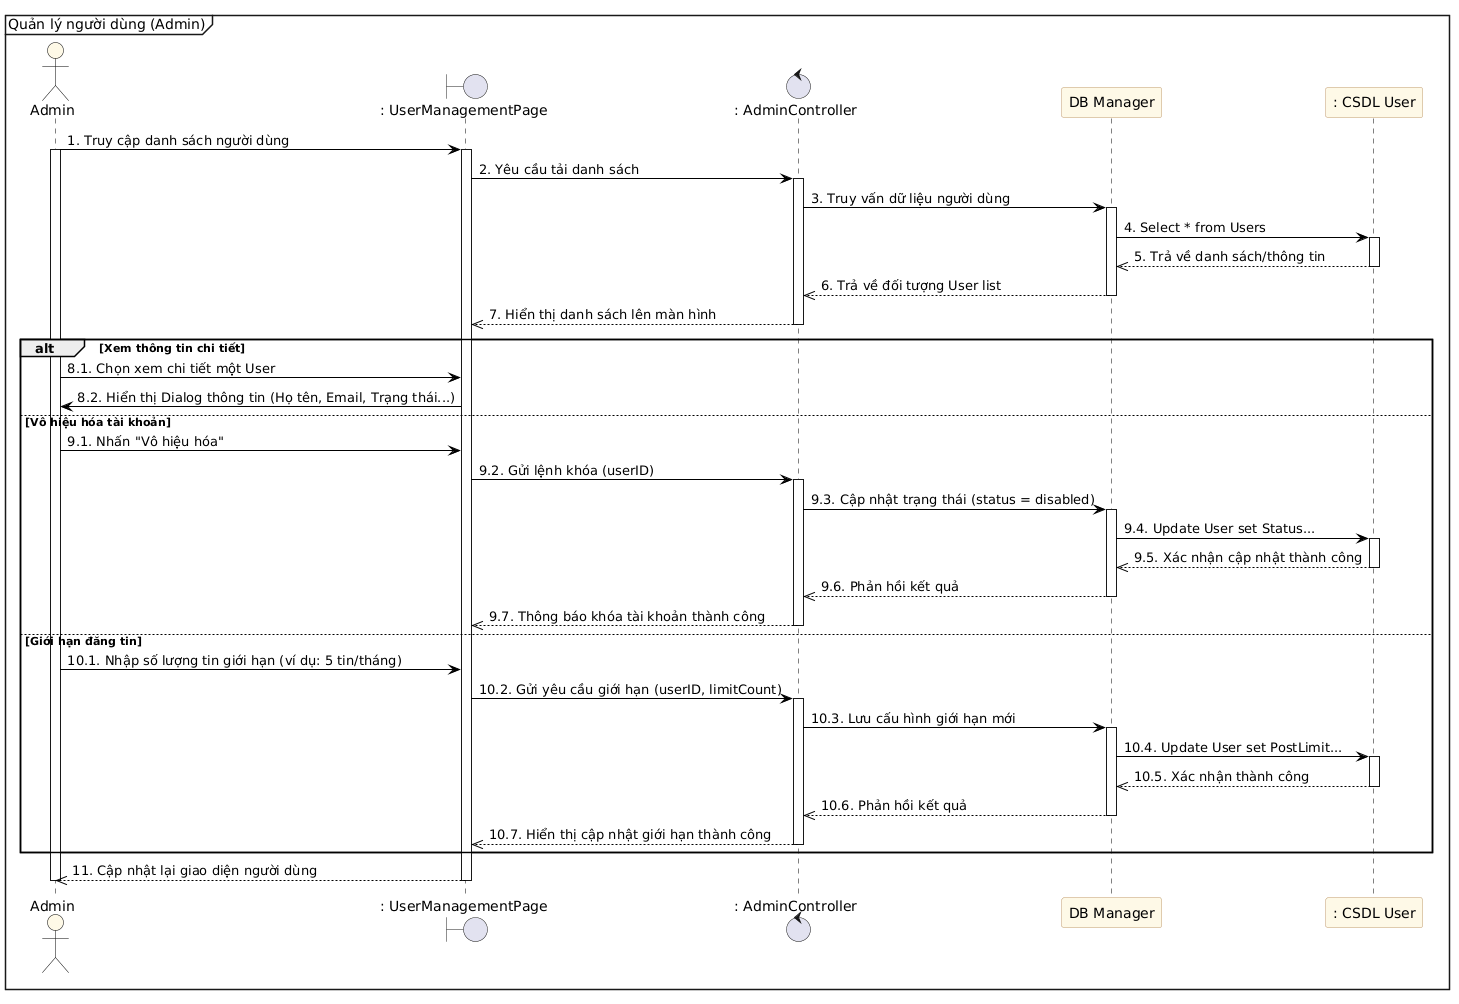 Quản lý người dùng (Admin)
Admin
: UserManagementPage
: AdminController
DB Manager
: CSDL User
1. Truy cập danh sách người dùng
2. Yêu cầu tải danh sách
3. Truy vấn dữ liệu người dùng
4. Select * from Users
5. Trả về danh sách/thông tin
6. Trả về đối tượng User list
7. Hiển thị danh sách lên màn hình
alt [Xem thông tin chi tiết]
8.1. Chọn xem chi tiết một User
8.2. Hiển thị Dialog thông tin (Họ tên, Email, Trạng thái...)
[Vô hiệu hóa tài khoản]
9.1. Nhấn "Vô hiệu hóa"
9.2. Gửi lệnh khóa (userID)
9.3. Cập nhật trạng thái (status = disabled)
9.4. Update User set Status...
9.5. Xác nhận cập nhật thành công
9.6. Phản hồi kết quả
9.7. Thông báo khóa tài khoản thành công
[Giới hạn đăng tin]
10.1. Nhập số lượng tin giới hạn (ví dụ: 5 tin/tháng)
10.2. Gửi yêu cầu giới hạn (userID, limitCount)
10.3. Lưu cấu hình giới hạn mới
10.4. Update User set PostLimit...
10.5. Xác nhận thành công
10.6. Phản hồi kết quả
10.7. Hiển thị cập nhật giới hạn thành công
11. Cập nhật lại giao diện người dùng
Admin
: UserManagementPage
: AdminController
DB Manager
: CSDL User